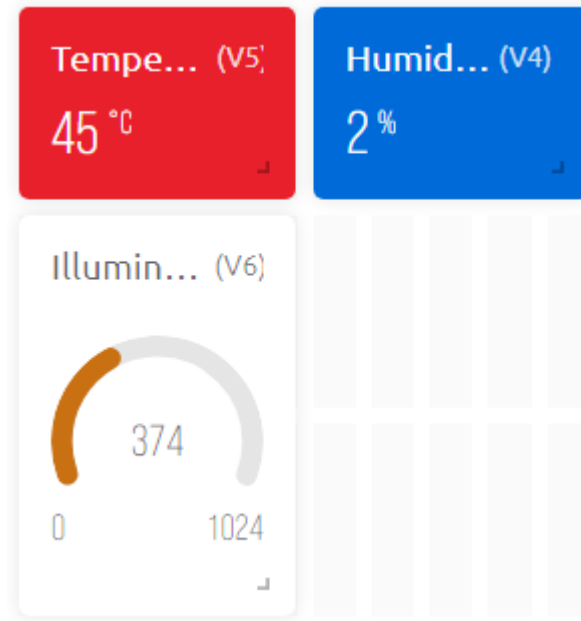 Tempe... (V5)
45 °C
Humid... (V4)
2 %
Illumin... (V6)
374
0 1024